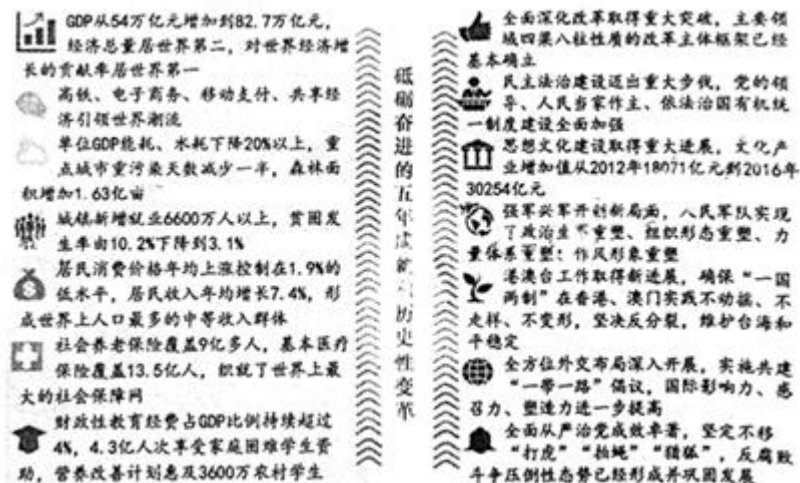 GDP从54万亿元增加到82.7万亿元，
经济总量居世界第二，对世界经济增
长的贡献率居世界第一
高铁、电子商务、移动支付、共享经
济引领世界潮流
单位GDP能耗、水耗下降20%以上，重
点城市重污染天数减少一半，森林面
积增加1.63亿亩
城镇新增就业6600万人以上，贫困发
生率由10.2%下降到3.1%
居民消费价格年均上涨控制在1.9%的
低水平，居民收入年均增长7.4%，形
成世界上人口最多的中等收入群体
社会养老保险覆盖9亿多人，基本医疗
保险覆盖13.5亿人，织就了世界上最
大的社会保障网
财政性教育经费占GDP比例持续超过
4%，4.3亿人次享受家庭困难学生资
助，营养改善计划惠及3600万农村学生
砥砺奋进的五年成就 历史性变革
全面深化改革取得重大突破，主要领
域四梁八柱性质的改革主体框架已经
基本确立
民主法治建设迈出重大步伐，党的领
导、人民当家作主、依法治国有机统
一制度建设全面加强
思想文化建设取得重大进展，文化产
业增加值从2012年18071亿元到2016年
30254亿元
强军兴军开创新局面，人民军队实现
了政治生态重塑、组织形态重塑、力
量体系重塑、作风形象重塑
港澳台工作取得新进展，确保“一国
两制”在香港、澳门实践不动摇、不
走样、不变形，坚决反分裂，维护台海和
平稳定
全方位外交布局深入开展，实施共建
“一带一路”倡议，国际影响力、感
召力、塑造力进一步提高
全面从严治党成效卓著，坚定不移
“打虎”“拍蝇”“猎狐”，反腐败
斗争压倒性态势已经形成并巩固发展